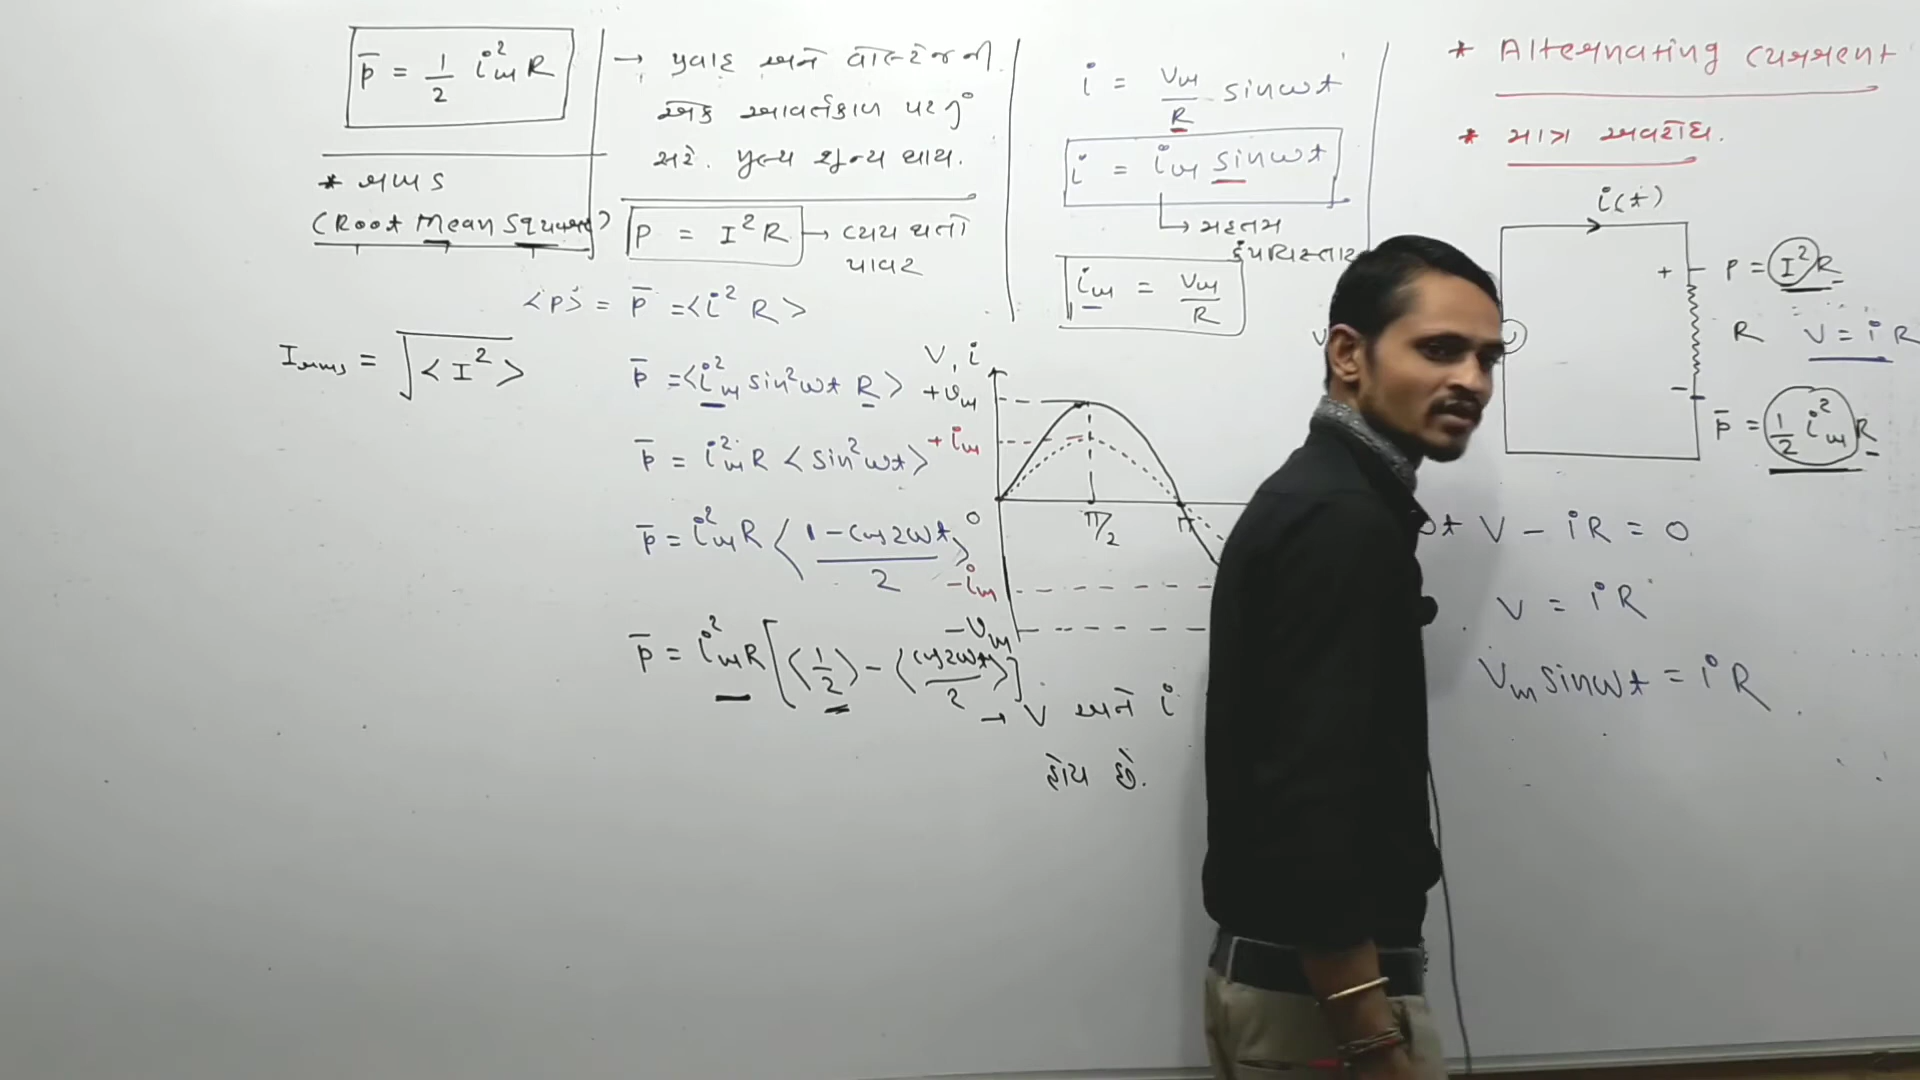 * Alternating current
* માત્ર અવરોધ.
i(t)
+
-
P = I²R
R
V = iR
p̄ = 1/2 i²m R
V - iR = 0
V = iR
Vm sinωt = iR
i = Vm/R sinωt
i = im sinωt
→ મહત્તમ
im = Vm/R
V, i
+Vm
+im
0
π/2
π
-im
-Vm
→ V અને i
હોય છે.
→ પ્રવાહ અને વોલ્ટેજની
એક આવર્તકાળ પરનું
સરે. મૂલ્ય શૂન્ય થાય.
P = I²R → વ્યય થતો
પાવર
<P> = p̄ = <i² R>
p̄ = <i²m sin²ωt R>
p̄ = i²m R <sin²ωt>
p̄ = i²m R <(1 - cos2ωt)/2>
p̄ = i²m R [<1/2> - <cos2ωt/2>]
p̄ = 1/2 i²m R
(Root Mean Square)
Irms = √<I²>